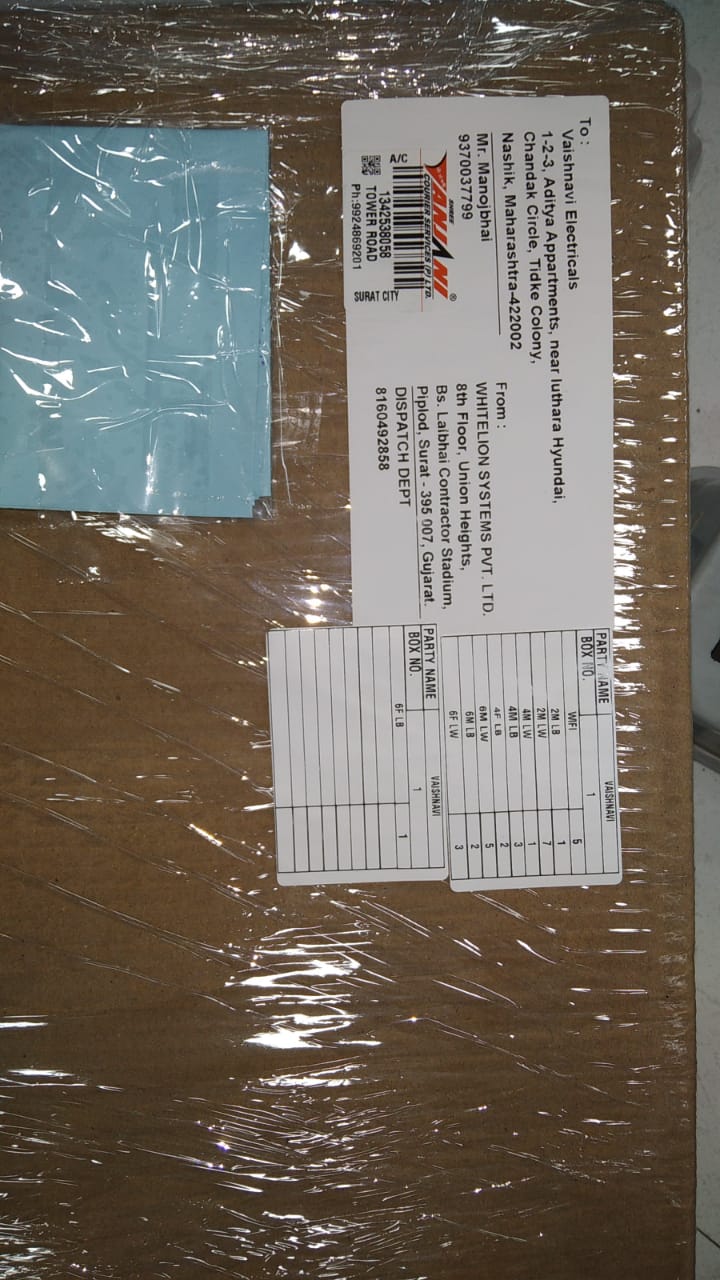 To :
Vaishnavi Electricals
1-2-3, Aditya Appartments, near luthara Hyundai,
Chandak Circle, Tidke Colony,
Nashik, Maharashtra-422002
Mr. Manojbhai
9370037799
SHREE
ANJANI ®
COURIER SERVICES (P) LTD.
A/C
1342538058
TOWER ROAD
Ph:9924869201
SURAT CITY
From :
WHITELION SYSTEMS PVT. LTD.
8th Floor, Union Heights,
Bs. Lalbhai Contractor Stadium,
Piplod, Surat - 395 007, Gujarat.
DISPATCH DEPT
8160492858
PARTY NAME VAISHNAVI
BOX NO. 1
WIFI 5
2M LB 1
2M LW 7
4M LW 1
4M LB 3
4F LB 2
6M LW 5
6M LB 2
6F LW 3
PARTY NAME VAISHNAVI
BOX NO. 1
6F LB 1